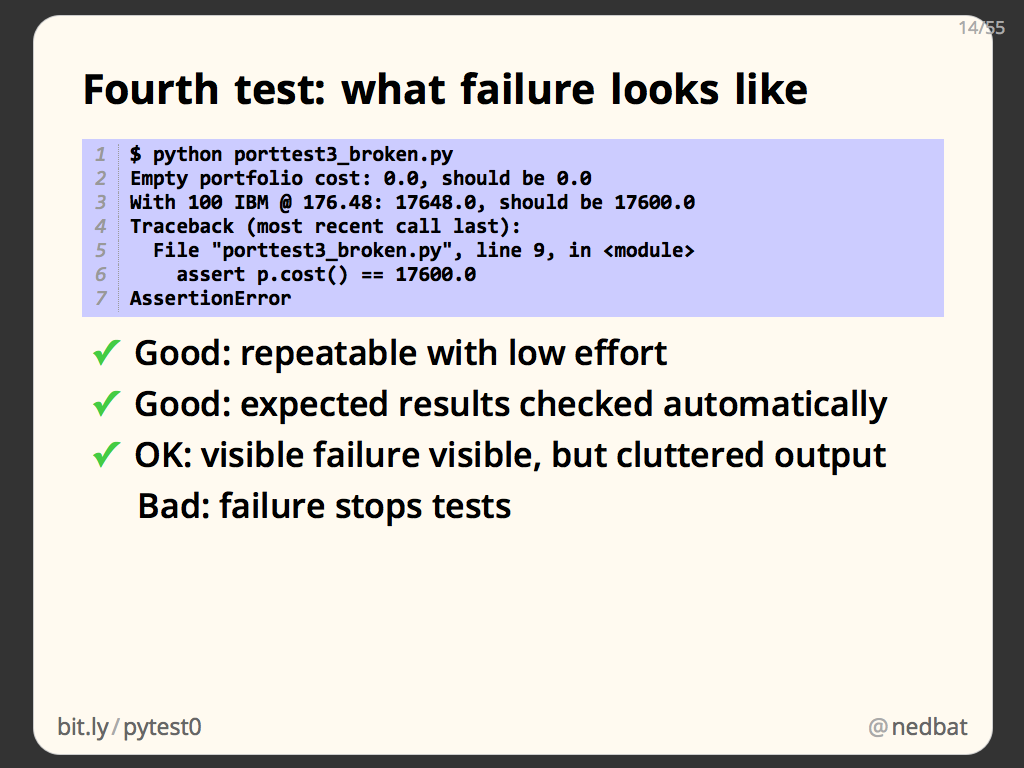 14/55
Fourth test: what failure looks like
1 $ python porttest3_broken.py
2 Empty portfolio cost: 0.0, should be 0.0
3 With 100 IBM @ 176.48: 17648.0, should be 17600.0
4 Traceback (most recent call last):
5   File "porttest3_broken.py", line 9, in <module>
6     assert p.cost() == 17600.0
7 AssertionError
✓ Good: repeatable with low effort
✓ Good: expected results checked automatically
✓ OK: visible failure visible, but cluttered output
Bad: failure stops tests
bit.ly/pytest0
@nedbat